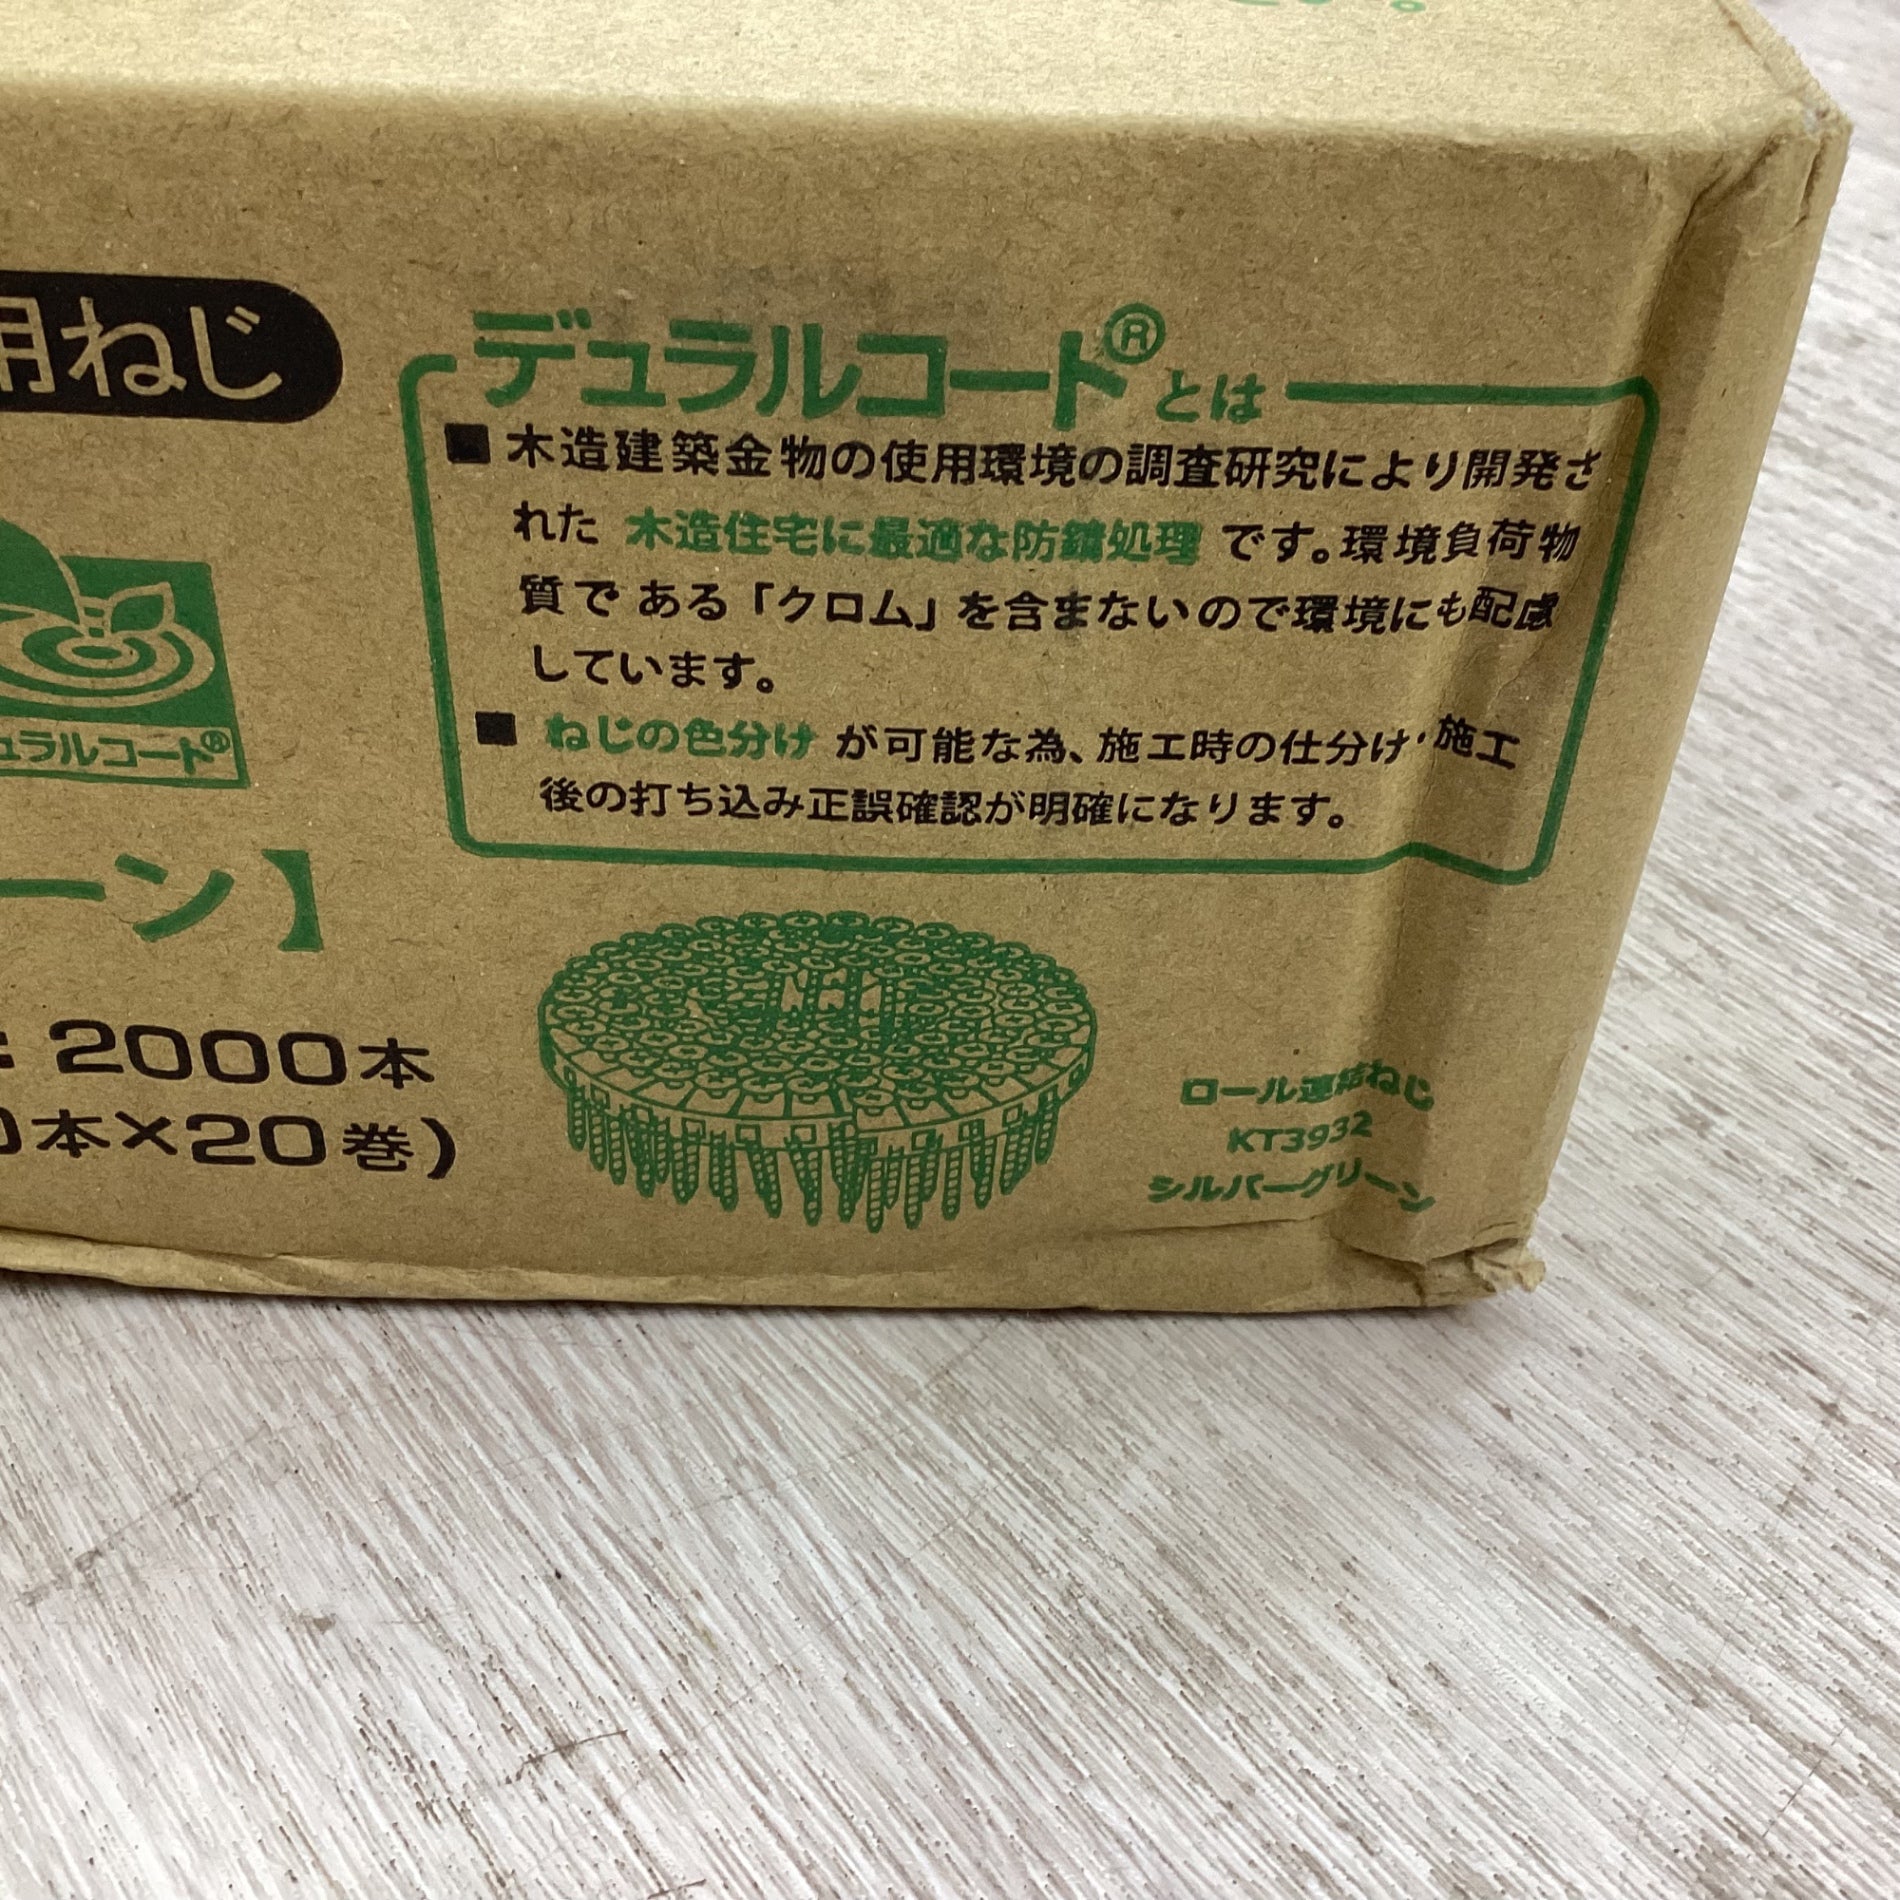 用ねじ
デュラルコート®とは
■木造建築金物の使用環境の調査研究により開発さ
れた 木造住宅に最適な防錆処理 です。環境負荷物
質で ある「クロム」を含まないので環境にも配慮
しています。
■ ねじの色分け が可能な為、施工時の仕分け・施工
後の打ち込み正誤確認が明確になります。
ュラルコート®
ーン】
2000本
0本×20巻)
ロール連結ねじ
KT3932
シルバーグリーン